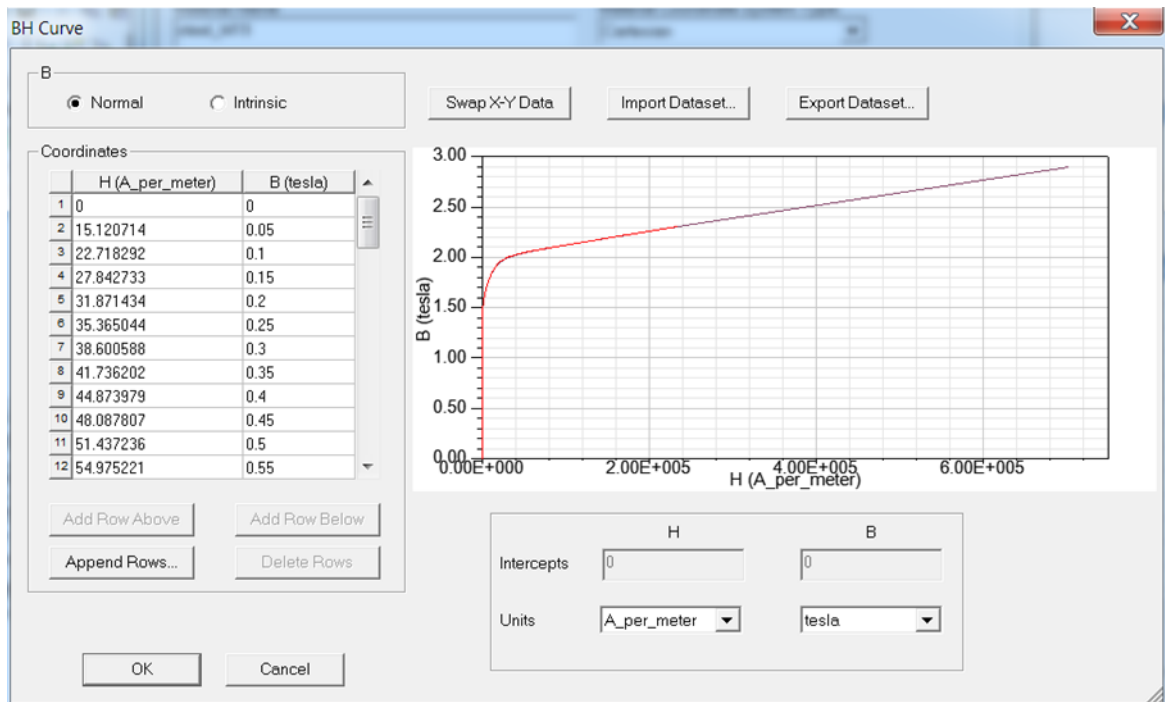 BH Curve
B
Normal Intrinsic
Swap X-Y Data Import Dataset... Export Dataset...
Coordinates
H (A_per_meter) B (tesla)
1 0 0
2 15.120714 0.05
3 22.718292 0.1
4 27.842733 0.15
5 31.871434 0.2
6 35.365044 0.25
7 38.600588 0.3
8 41.736202 0.35
9 44.873979 0.4
10 48.087807 0.45
11 51.437236 0.5
12 54.975221 0.55
Add Row Above Add Row Below
Append Rows... Delete Rows
3.00
2.50
2.00
1.50
1.00
0.50
0.00
B (tesla)
0.00E+000 2.00E+005 4.00E+005 6.00E+005
H (A_per_meter)
H B
Intercepts 0 0
Units A_per_meter tesla
OK Cancel